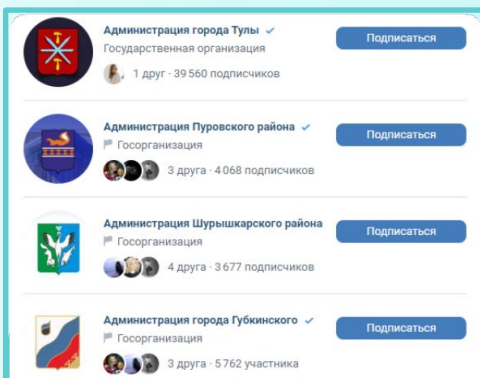 Администрация города Тулы
Государственная организация
1 друг · 39 560 подписчиков
Подписаться
Администрация Пуровского района
Госорганизация
3 друга · 4 068 подписчиков
Подписаться
Администрация Шурышкарского района
Госорганизация
4 друга · 3 677 подписчиков
Подписаться
Администрация города Губкинского
Госорганизация
3 друга · 5 762 участника
Подписаться